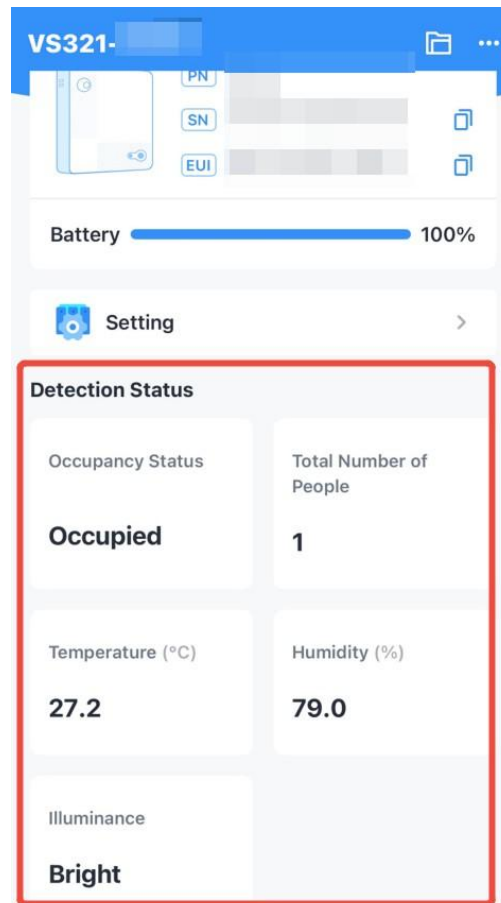 VS321-
PN
SN
EUI
Battery 100%
Setting
Detection Status
Occupancy Status
Occupied
Total Number of
People
1
Temperature (°C)
27.2
Humidity (%)
79.0
Illuminance
Bright